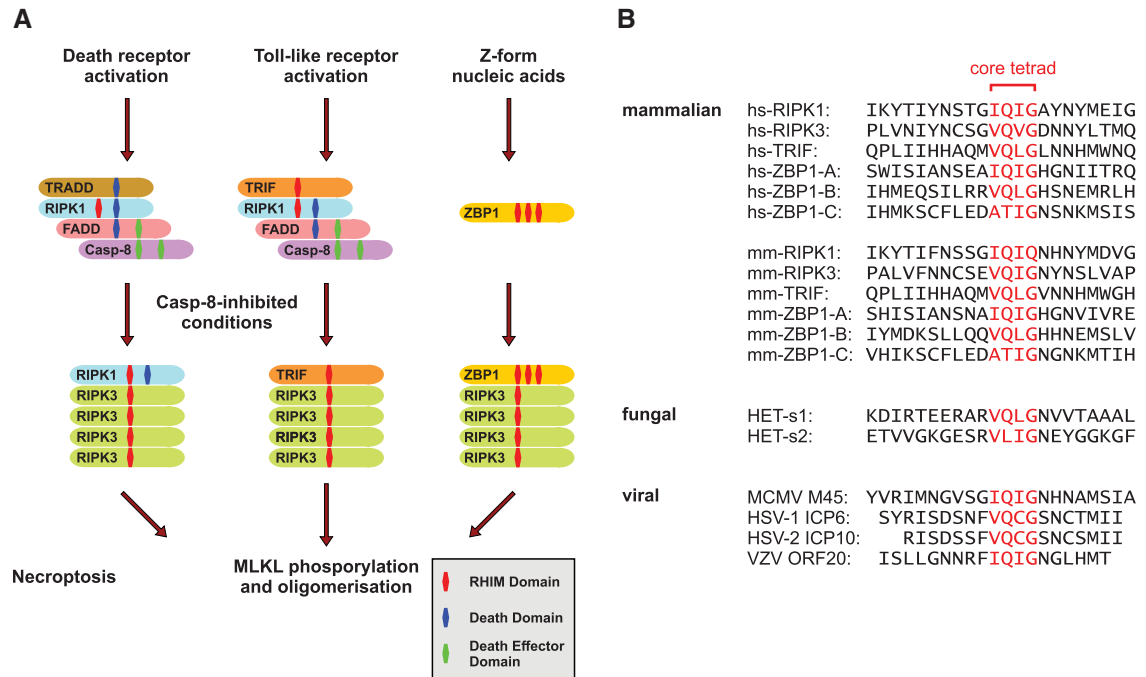 A
Death receptor
activation
Toll-like receptor
activation
Z-form
nucleic acids
TRADD
RIPK1
FADD
Casp-8
TRIF
RIPK1
FADD
Casp-8
ZBP1
Casp-8-inhibited
conditions
RIPK1
RIPK3
RIPK3
RIPK3
RIPK3
TRIF
RIPK3
RIPK3
RIPK3
RIPK3
ZBP1
RIPK3
RIPK3
RIPK3
RIPK3
Necroptosis
MLKL phosporylation
and oligomerisation
RHIM Domain
Death Domain
Death Effector
Domain
B
core tetrad
mammalian
hs-RIPK1: IKYTIYNSTGIQIGAYNYMEIG
hs-RIPK3: PLVNIYNCSGVQVGDNNYLTMQ
hs-TRIF: QPLIIHHAQMVQLGLNNHMWNQ
hs-ZBP1-A: SWISIANSEAIQIGHGNIITRQ
hs-ZBP1-B: IHMEQSILRRVQLGHSNEMRLH
hs-ZBP1-C: IHMKSCFLEDATIGNSNKMSIS
mm-RIPK1: IKYTIFNSSGIQIQNHNYMDVG
mm-RIPK3: PALVFNNCSEVQIGNYNSLVAP
mm-TRIF: QPLIIHHAQMVQLGVNNHMWGH
mm-ZBP1-A: SHISIANSNAIQIGHGNVIVRE
mm-ZBP1-B: IYMDKSLLQQVQLGHHNEMSLV
mm-ZBP1-C: VHIKSCFLEDATIGNGNKMTIH
fungal
HET-s1: KDIRTEERARVQLGNVVTAAAL
HET-s2: ETVVGKGESRVLIGNEYGGKGF
viral
MCMV M45: YVRIMNGVSGIQIGNHNAMSIA
HSV-1 ICP6: SYRISDSNFVQCGSNCTMII
HSV-2 ICP10: RISDSSFVQCGSNCSMII
VZV ORF20: ISLLGNNRFIQIGNGLHMT